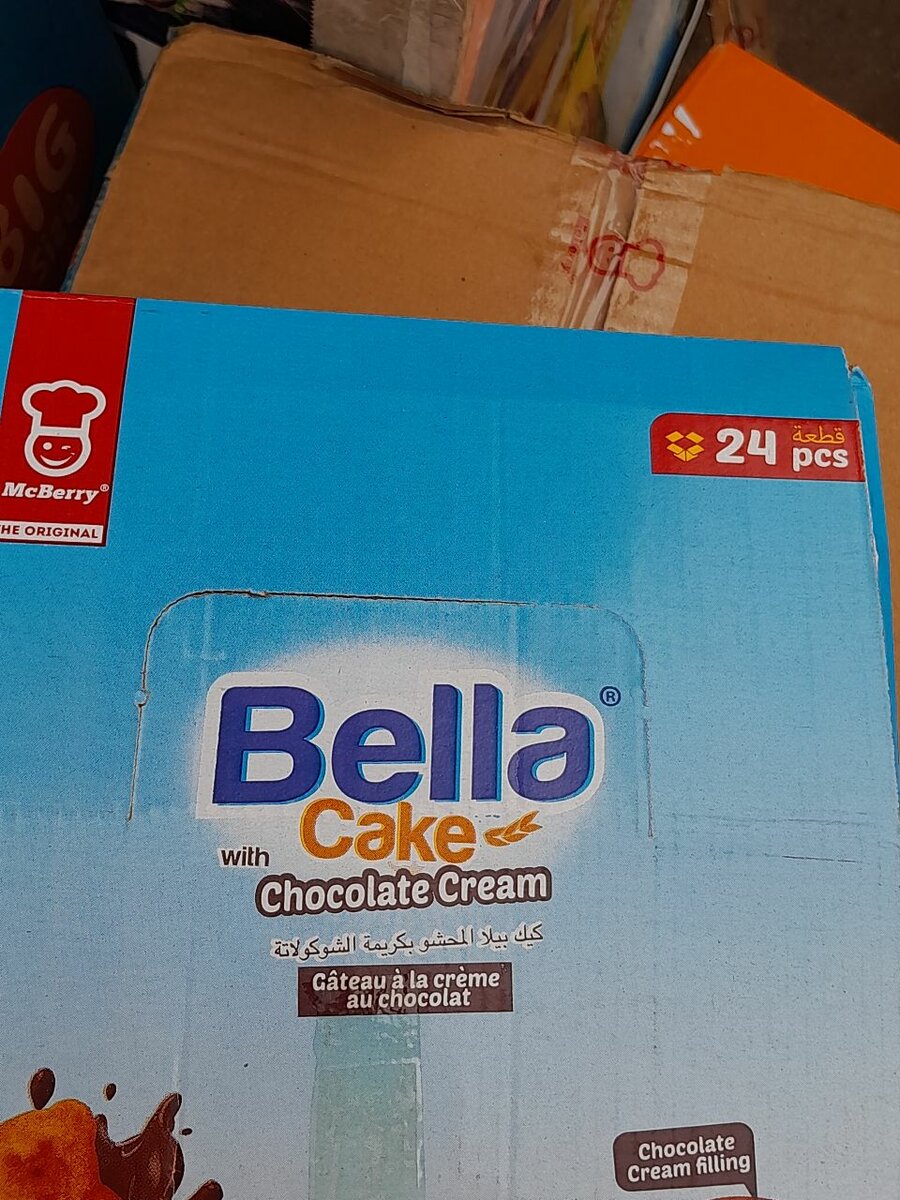 BIG
McBerry®
THE ORIGINAL
قطعة
24 pcs
Bella®
Cake
with
Chocolate Cream
كيك بيلا المحشو بكريمة الشوكولاتة
Gâteau à la crème
au chocolat
Chocolate
Cream filling